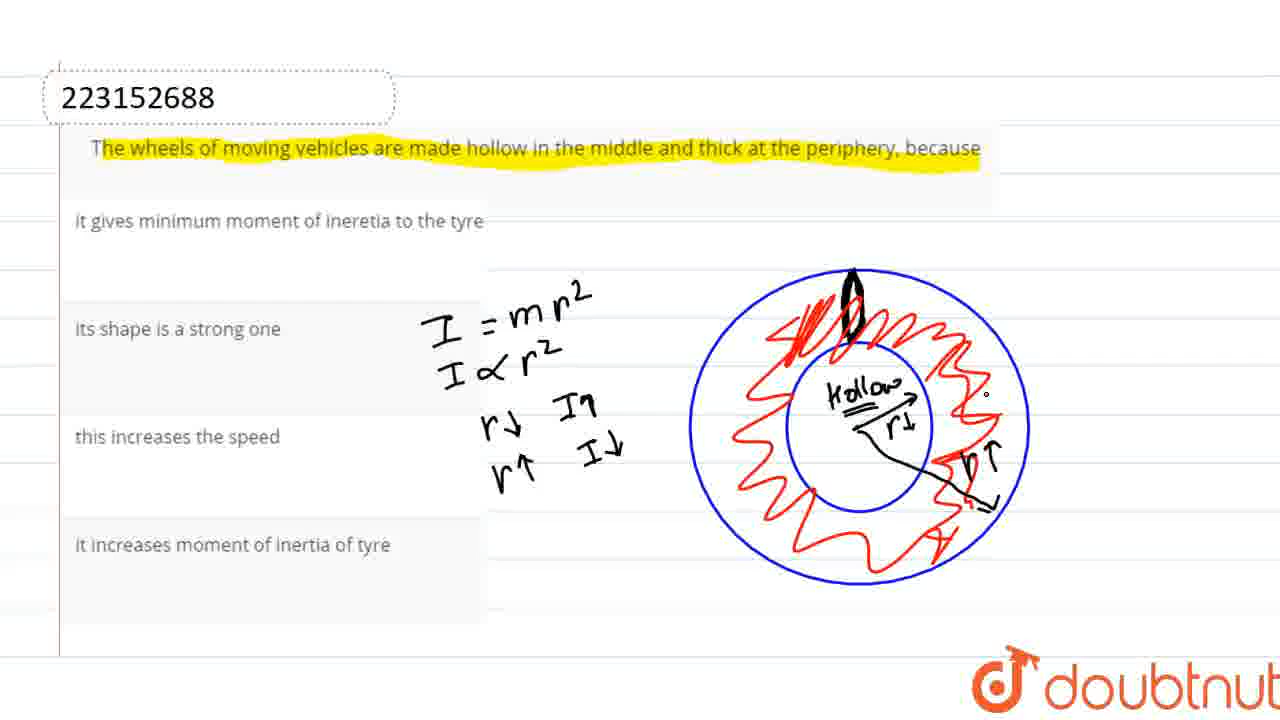 223152688
The wheels of moving vehicles are made hollow in the middle and thick at the periphery, because
it gives minimum moment of ineretia to the tyre
its shape is a strong one
I = mr²
I ∝ r²
r↓ I↑
this increases the speed
r↑ I↓
it increases moment of inertia of tyre
Hollow
r↓
r↑
doubtnut